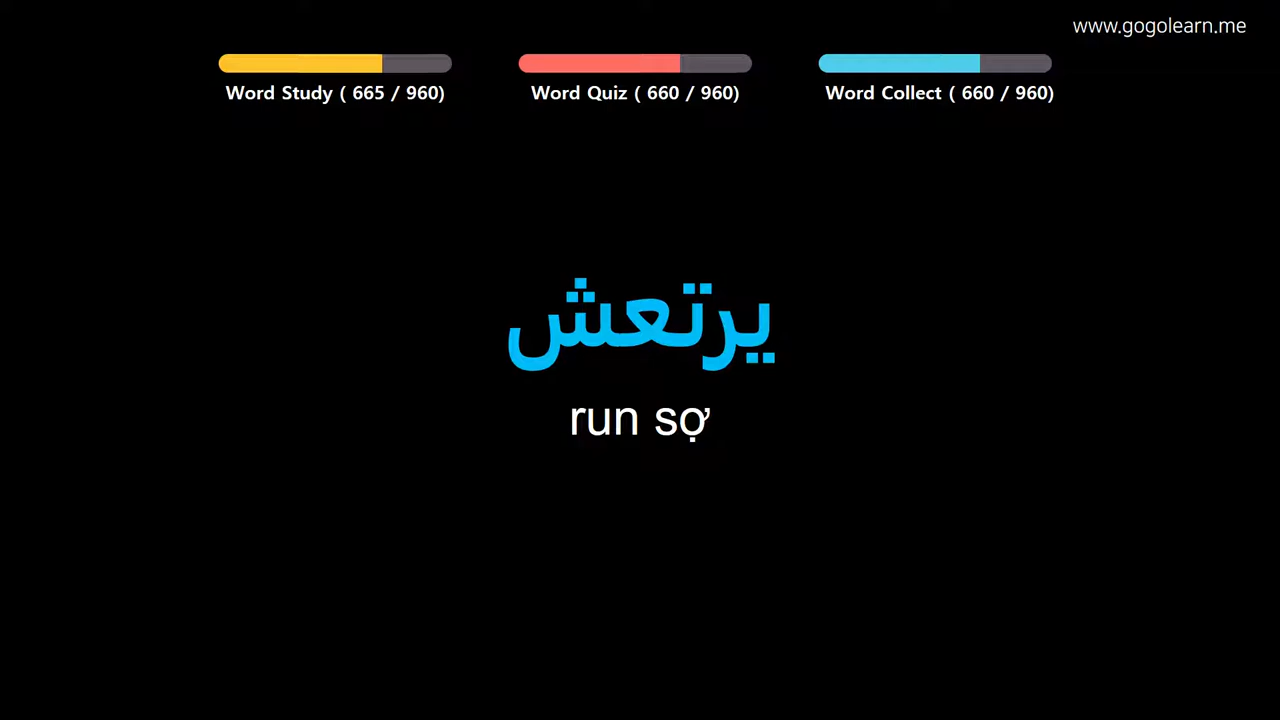 www.gogolearn.me
Word Study ( 665 / 960)
Word Quiz ( 660 / 960)
Word Collect ( 660 / 960)
يرتعش
run sợ